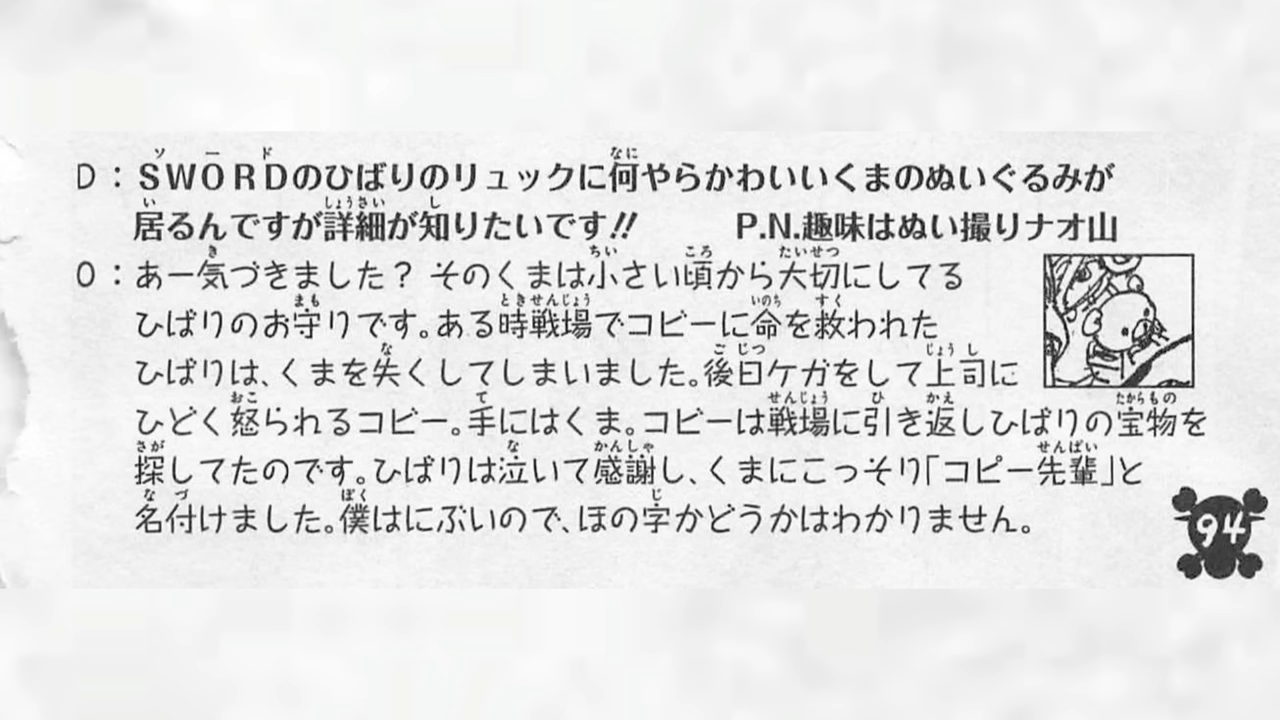 D：SWORDのひばりのリュックに何やらかわいいくまのぬいぐるみが
居るんですが詳細が知りたいです!!　P.N.趣味はぬい撮りナオ山
O：あー気づきました？ そのくまは小さい頃から大切にしてる
ひばりのお守りです。ある時戦場でコビーに命を救われた
ひばりは、くまを失くしてしまいました。後日ケガをして上司に
ひどく怒られるコビー。手にはくま。コビーは戦場に引き返しひばりの宝物を
探してたのです。ひばりは泣いて感謝し、くまにこっそり「コビー先輩」と
名付けました。僕はにぶいので、ほの字かどうかはわかりません。
94